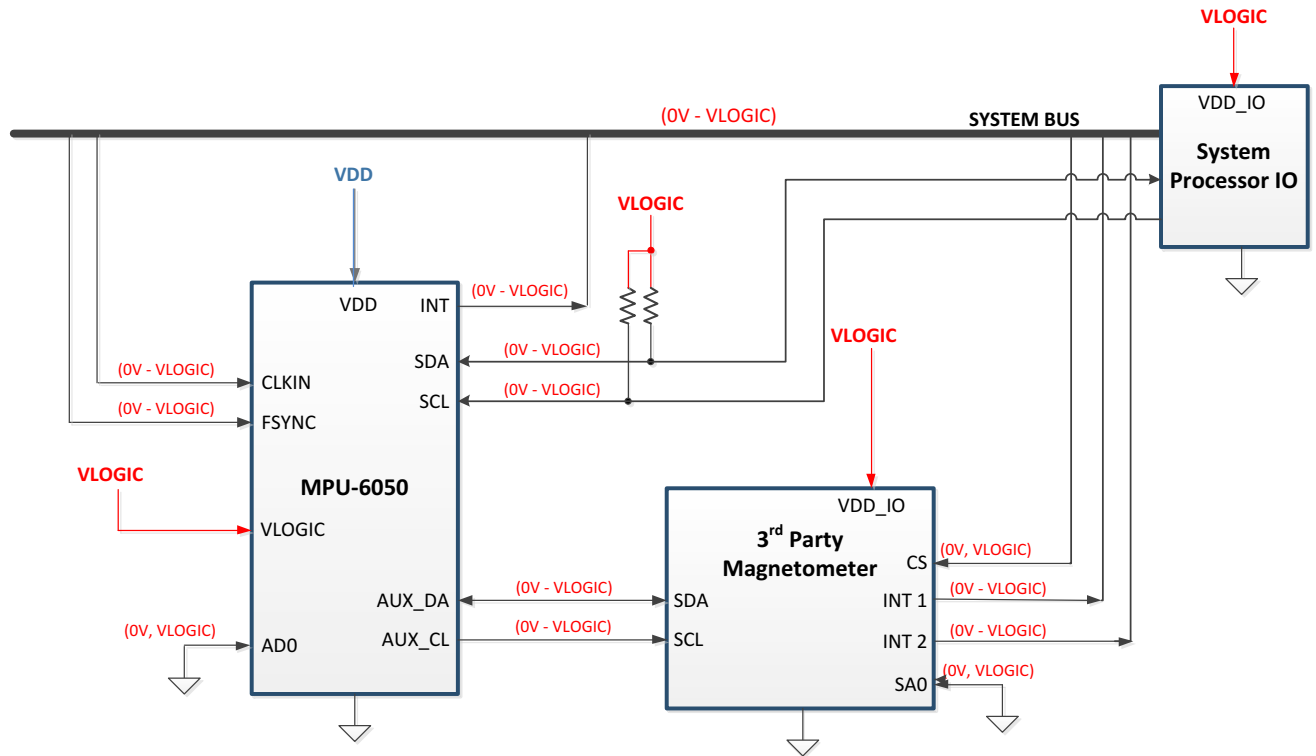 VLOGIC
VDD_IO
System
Processor IO
(0V - VLOGIC)
SYSTEM BUS
VDD
VLOGIC
VDD
INT
(0V - VLOGIC)
SDA
(0V - VLOGIC)
SCL
(0V - VLOGIC)
(0V - VLOGIC)
CLKIN
(0V - VLOGIC)
FSYNC
VLOGIC
VLOGIC
MPU-6050
AUX_DA
(0V - VLOGIC)
AUX_CL
(0V - VLOGIC)
(0V, VLOGIC)
AD0
VLOGIC
VDD_IO
3rd Party
Magnetometer
CS
(0V, VLOGIC)
SDA
INT 1
(0V - VLOGIC)
SCL
INT 2
(0V - VLOGIC)
SA0
(0V, VLOGIC)